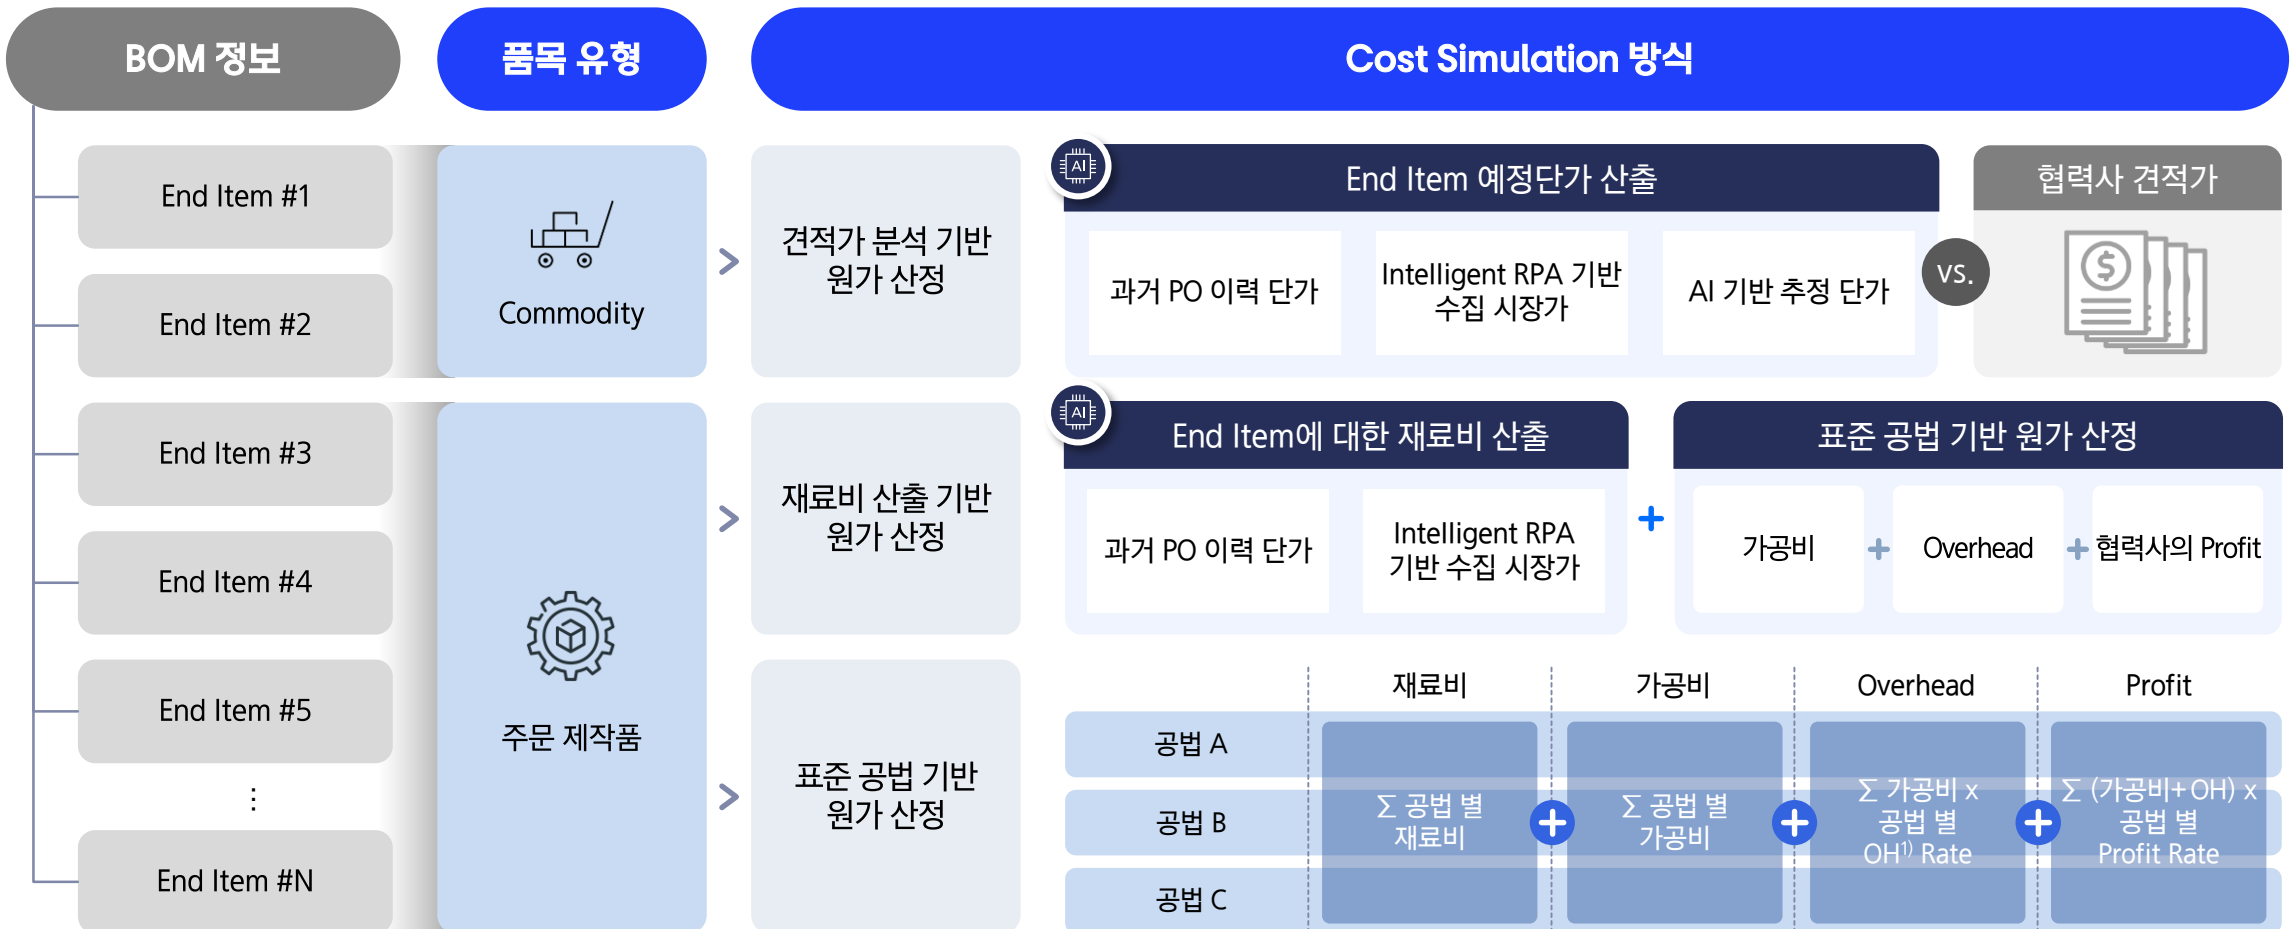 BOM 정보
품목 유형
Cost Simulation 방식
End Item #1
End Item #2
End Item #3
End Item #4
End Item #5
⋮
End Item #N
Commodity
주문 제작품
>
견적가 분석 기반
원가 산정
AI
End Item 예정단가 산출
과거 PO 이력 단가
Intelligent RPA 기반
수집 시장가
AI 기반 추정 단가
vs.
협력사 견적가
$
>
재료비 산출 기반
원가 산정
AI
End Item에 대한 재료비 산출
과거 PO 이력 단가
Intelligent RPA
기반 수집 시장가
+
표준 공법 기반 원가 산정
가공비
+
Overhead
+
협력사의 Profit
>
표준 공법 기반
원가 산정
재료비
가공비
Overhead
Profit
공법 A
공법 B
공법 C
∑ 공법 별
재료비
+
∑ 공법 별
가공비
+
∑ 가공비 x
공법 별
OH1) Rate
+
∑ (가공비+OH) x
공법 별
Profit Rate